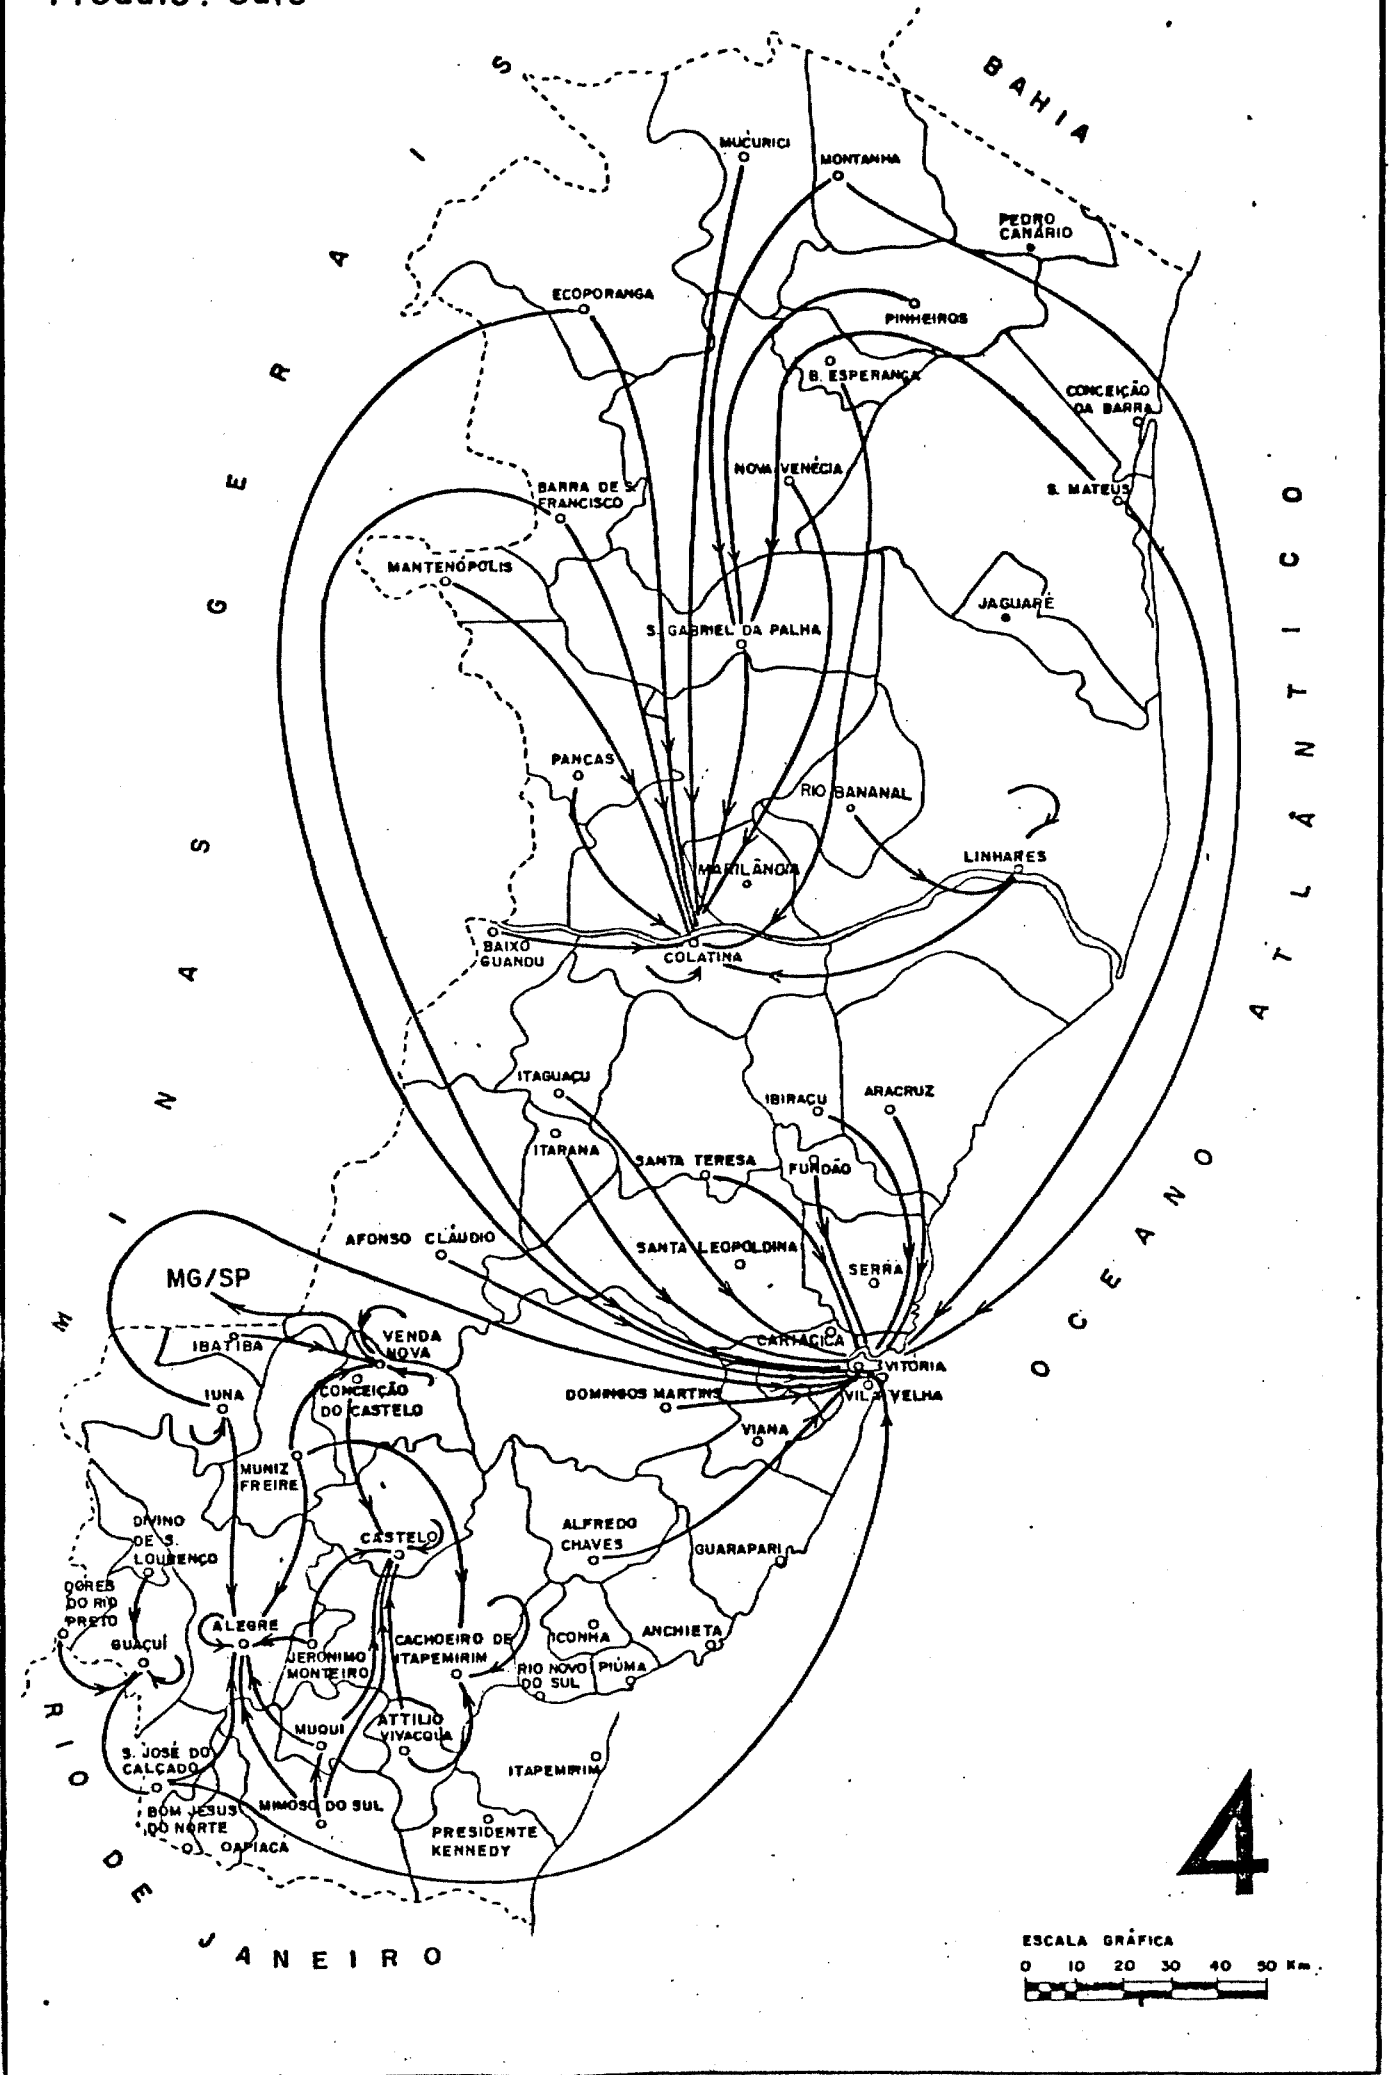 BAHIA
MINAS GERAIS
MUCURICI
MONTANHA
PEDRO
CANÁRIO
ECOPORANGA
PINHEIROS
B. ESPERANÇA
CONCEIÇÃO
DA BARRA
NOVA VENÉCIA
BARRA DE S.
FRANCISCO
S. MATEUS
MANTENÓPOLIS
JAGUARÉ
S. GABRIEL DA PALHA
OCEANO ATLÂNTICO
PANCAS
RIO BANANAL
LINHARES
MARILÂNDIA
BAIXO
GUANDU
COLATINA
ITAGUAÇU
IBIRAÇU
ARACRUZ
ITARANA
SANTA TERESA
FUNDÃO
AFONSO CLÁUDIO
SANTA LEOPOLDINA
SERRA
MG/SP
IBATIBA
VENDA
NOVA
CARIACICA
VITÓRIA
IUNA
CONCEIÇÃO
DO CASTELO
DOMINGOS MARTINS
VILA VELHA
VIANA
MUNIZ
FREIRE
DIVINO
DE S.
LOURENÇO
CASTELO
ALFREDO
CHAVES
GUARAPARI
DORES
DO RIO
PRETO
GUAÇUÍ
ALEGRE
JERÔNIMO
MONTEIRO
CACHOEIRO DE
ITAPEMIRIM
ICONHA
ANCHIETA
RIO NOVO
DO SUL
PIÚMA
MUQUI
ATTILIO
VIVACQUA
S. JOSÉ DO
CALÇADO
ITAPEMIRIM
BOM JESUS
DO NORTE
MIMOSO DO SUL
APIACÁ
PRESIDENTE
KENNEDY
RIO DE JANEIRO
4
ESCALA GRÁFICA
0 10 20 30 40 50 Km.